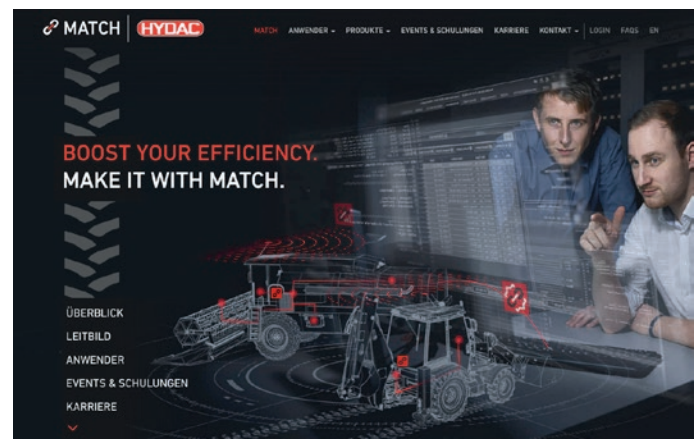 MATCH HYDAC
MATCH ANWENDER PRODUKTE EVENTS & SCHULUNGEN KARRIERE KONTAKT LOGIN FAQS EN
BOOST YOUR EFFICIENCY.
MAKE IT WITH MATCH.
ÜBERBLICK
LEITBILD
ANWENDER
EVENTS & SCHULUNGEN
KARRIERE